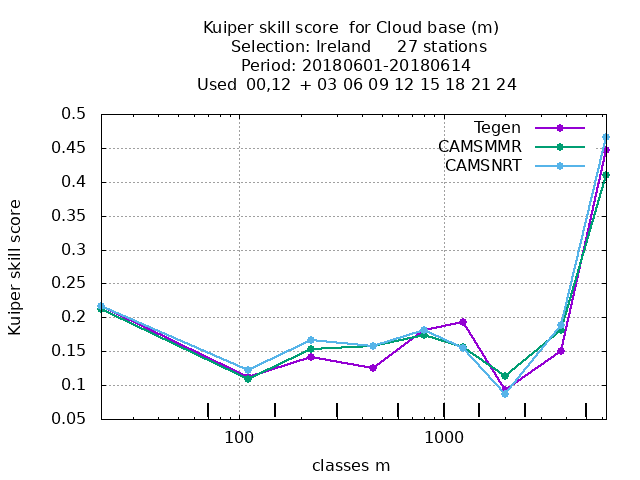 Kuiper skill score for Cloud base (m)
Selection: Ireland 27 stations
Period: 20180601-20180614
Used 00,12 + 03 06 09 12 15 18 21 24
Tegen
CAMSMMR
CAMSNRT
0.5
0.45
0.4
0.35
0.3
0.25
0.2
0.15
0.1
0.05
Kuiper skill score
100 1000
classes m